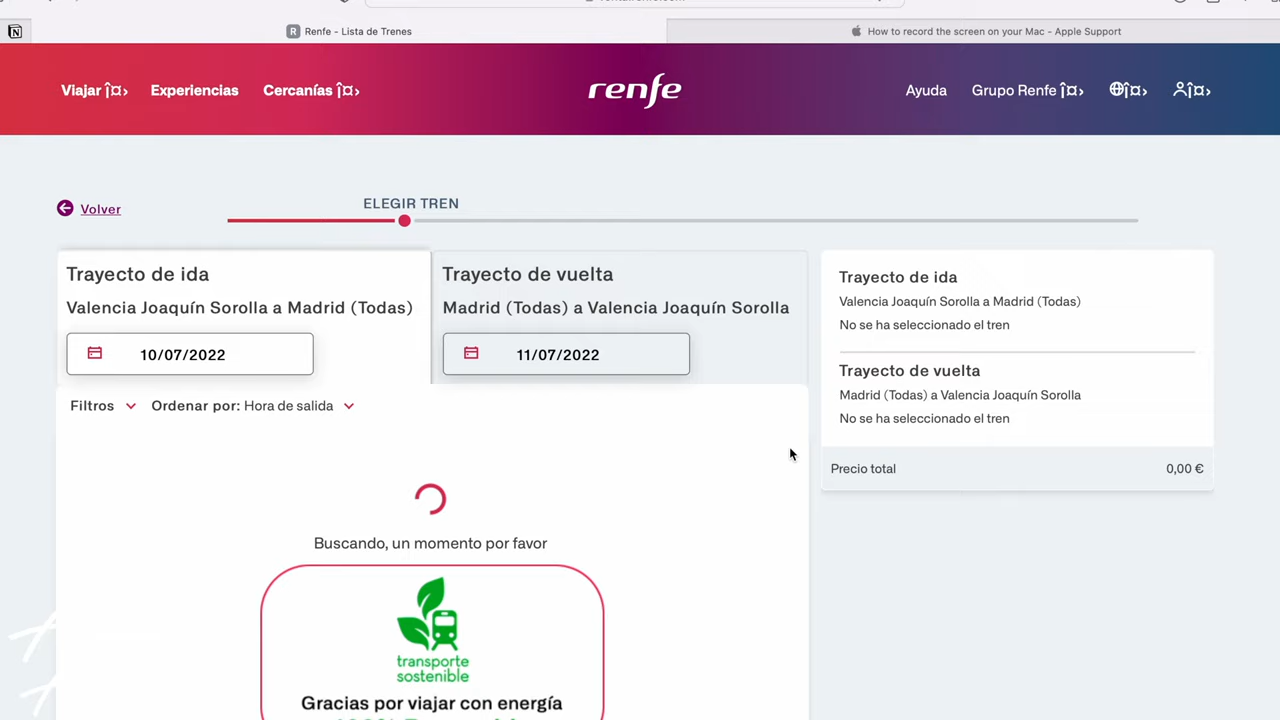 Renfe - Lista de Trenes
How to record the screen on your Mac - Apple Support
Viajar î¤›
Experiencias
Cercanías î¤›
renfe
Ayuda
Grupo Renfe î¤›
î¤›
î¤›
Volver
ELEGIR TREN
Trayecto de ida
Valencia Joaquín Sorolla a Madrid (Todas)
10/07/2022
Trayecto de vuelta
Madrid (Todas) a Valencia Joaquín Sorolla
11/07/2022
Filtros
Ordenar por: Hora de salida
Buscando, un momento por favor
transporte
sostenible
Gracias por viajar con energía
Trayecto de ida
Valencia Joaquín Sorolla a Madrid (Todas)
No se ha seleccionado el tren
Trayecto de vuelta
Madrid (Todas) a Valencia Joaquín Sorolla
No se ha seleccionado el tren
Precio total
0,00 €